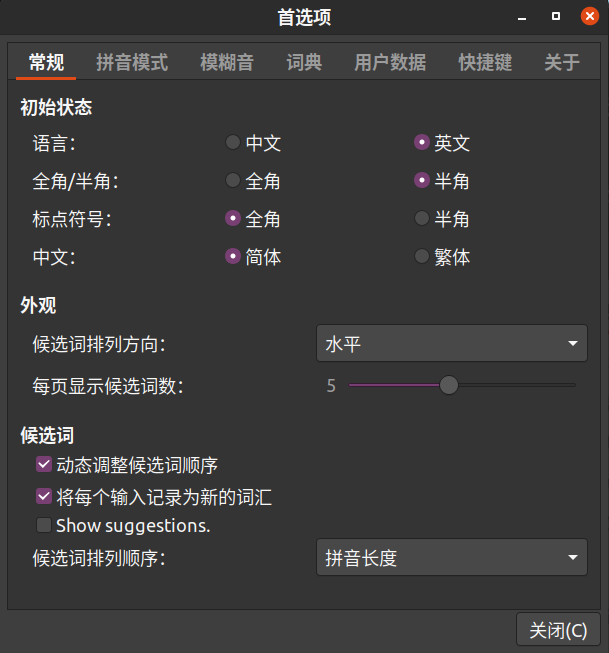 首选项
常规 拼音模式 模糊音 词典 用户数据 快捷键 关于
初始状态
语言： 中文 英文
全角/半角： 全角 半角
标点符号： 全角 半角
中文： 简体 繁体
外观
候选词排列方向： 水平
每页显示候选词数： 5
候选词
动态调整候选词顺序
将每个输入记录为新的词汇
Show suggestions.
候选词排列顺序： 拼音长度
关闭(C)